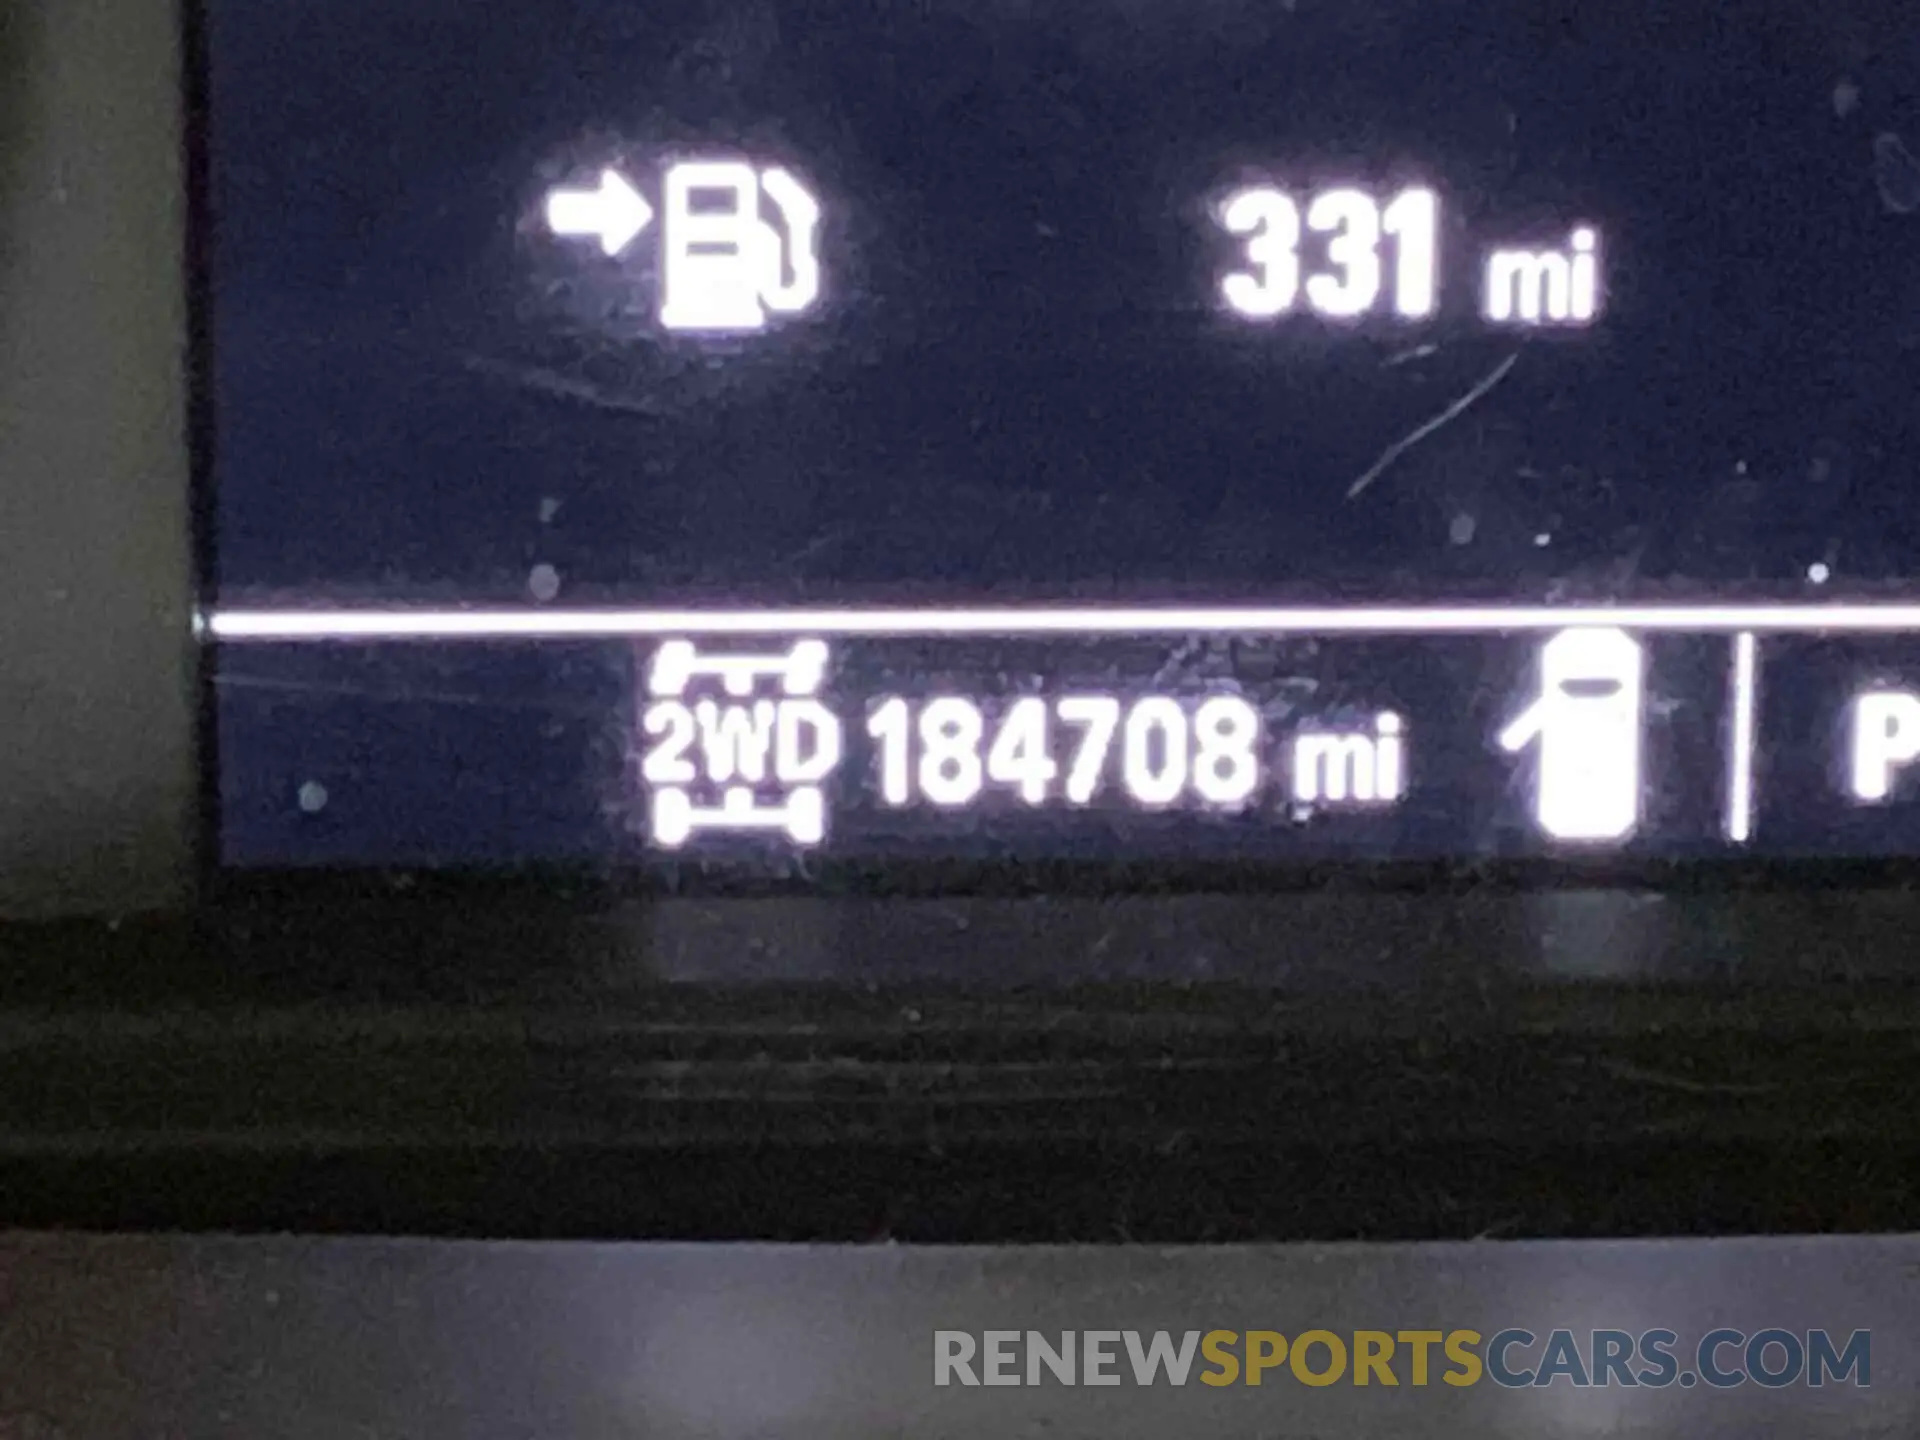 331 mi
2WD 184708 mi P
RENEWSPORTSCARS.COM